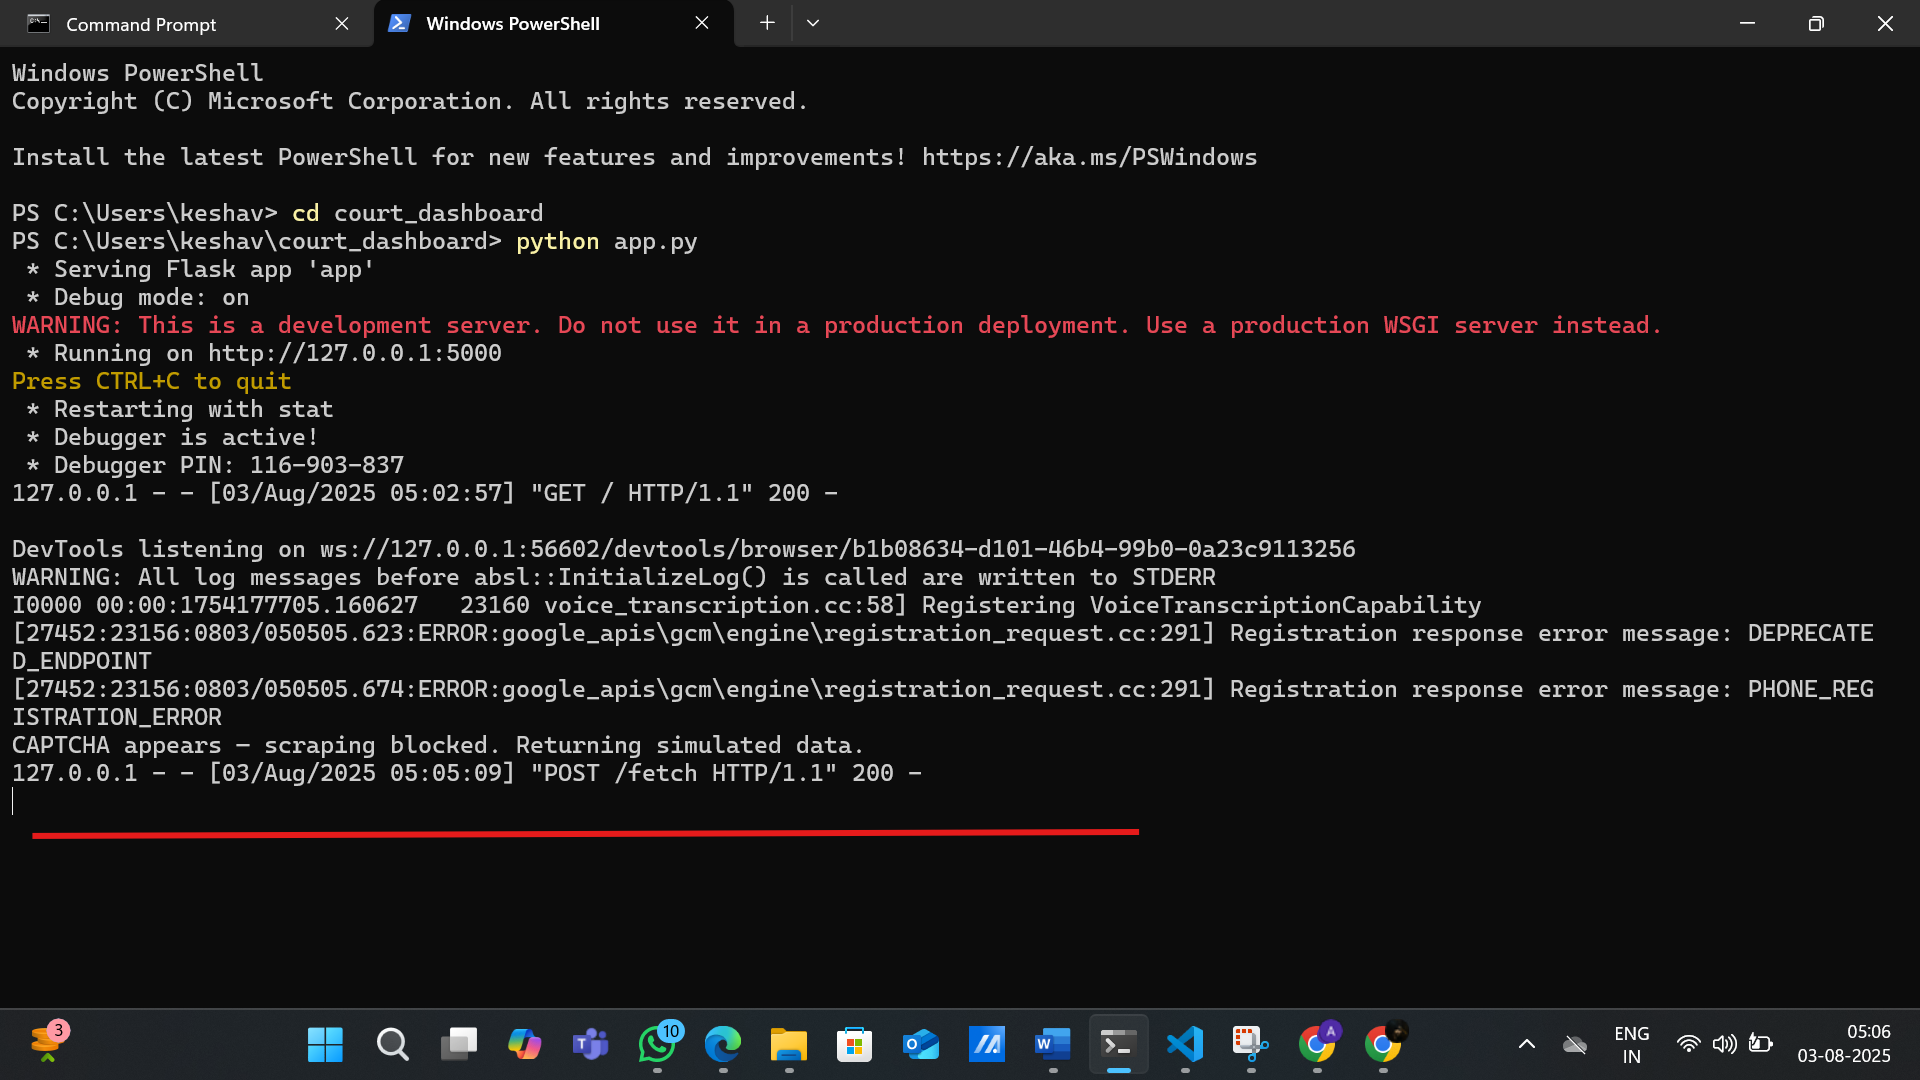 Command Prompt
Windows PowerShell
Windows PowerShell
Copyright (C) Microsoft Corporation. All rights reserved.
Install the latest PowerShell for new features and improvements! https://aka.ms/PSWindows
PS C:\Users\keshav> cd court_dashboard
PS C:\Users\keshav\court_dashboard> python app.py
 * Serving Flask app 'app'
 * Debug mode: on
WARNING: This is a development server. Do not use it in a production deployment. Use a production WSGI server instead.
 * Running on http://127.0.0.1:5000
Press CTRL+C to quit
 * Restarting with stat
 * Debugger is active!
 * Debugger PIN: 116-903-837
127.0.0.1 - - [03/Aug/2025 05:02:57] "GET / HTTP/1.1" 200 -
DevTools listening on ws://127.0.0.1:56602/devtools/browser/b1b08634-d101-46b4-99b0-0a23c9113256
WARNING: All log messages before absl::InitializeLog() is called are written to STDERR
I0000 00:00:1754177705.160627   23160 voice_transcription.cc:58] Registering VoiceTranscriptionCapability
[27452:23156:0803/050505.623:ERROR:google_apis\gcm\engine\registration_request.cc:291] Registration response error message: DEPRECATE
D_ENDPOINT
[27452:23156:0803/050505.674:ERROR:google_apis\gcm\engine\registration_request.cc:291] Registration response error message: PHONE_REG
ISTRATION_ERROR
CAPTCHA appears — scraping blocked. Returning simulated data.
127.0.0.1 - - [03/Aug/2025 05:05:09] "POST /fetch HTTP/1.1" 200 -
3
10
A
ENG
IN
05:06
03-08-2025